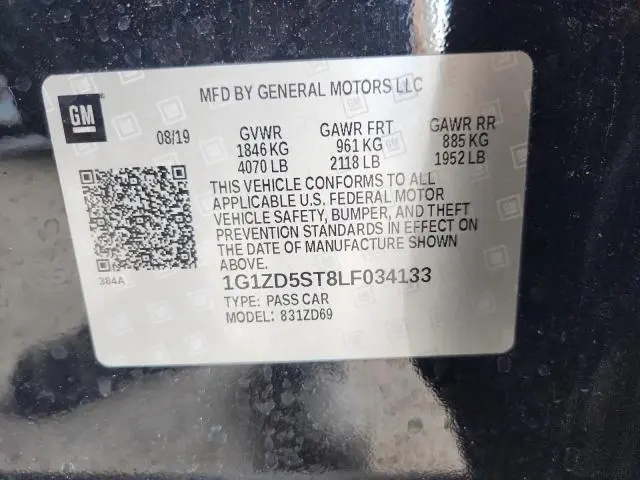 GM
MFD BY GENERAL MOTORS LLC
08/19 GVWR GAWR FRT GAWR RR
1846 KG 961 KG 885 KG
4070 LB 2118 LB 1952 LB
THIS VEHICLE CONFORMS TO ALL
APPLICABLE U.S. FEDERAL MOTOR
VEHICLE SAFETY, BUMPER, AND THEFT
PREVENTION STANDARDS IN EFFECT ON
THE DATE OF MANUFACTURE SHOWN
ABOVE.
384A
1G1ZD5ST8LF034133
TYPE: PASS CAR
MODEL: 831ZD69